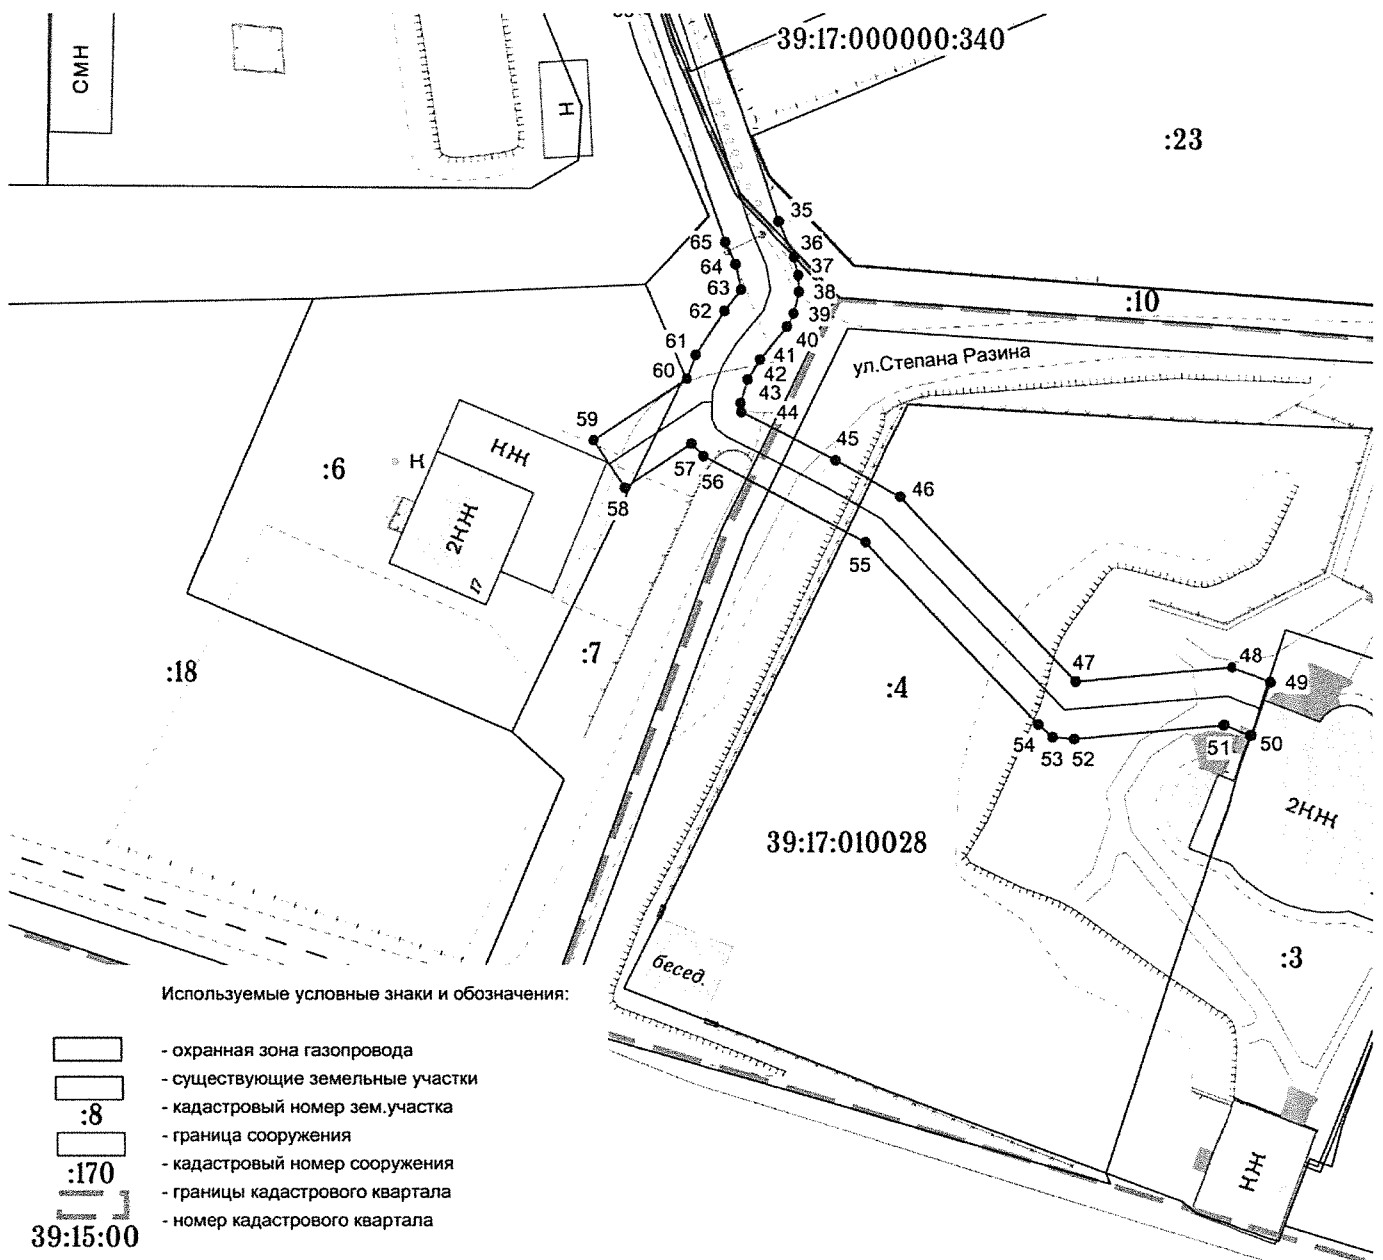 39:17:000000:340
СМН
Н
:23
35
36
37
38
39
40
41
42
43
44
45
46
47
48
49
50
51
52
53
54
55
56
57
58
59
60
61
62
63
64
65
:10
ул.Степана Разина
:6
Н
НЖ
2НЖ
17
:7
:18
:4
2НЖ
39:17:010028
:3
бесед.
НЖ
Используемые условные знаки и обозначения:
- охранная зона газопровода
- существующие земельные участки
:8 - кадастровый номер зем.участка
- граница сооружения
:170 - кадастровый номер сооружения
- границы кадастрового квартала
39:15:00 - номер кадастрового квартала